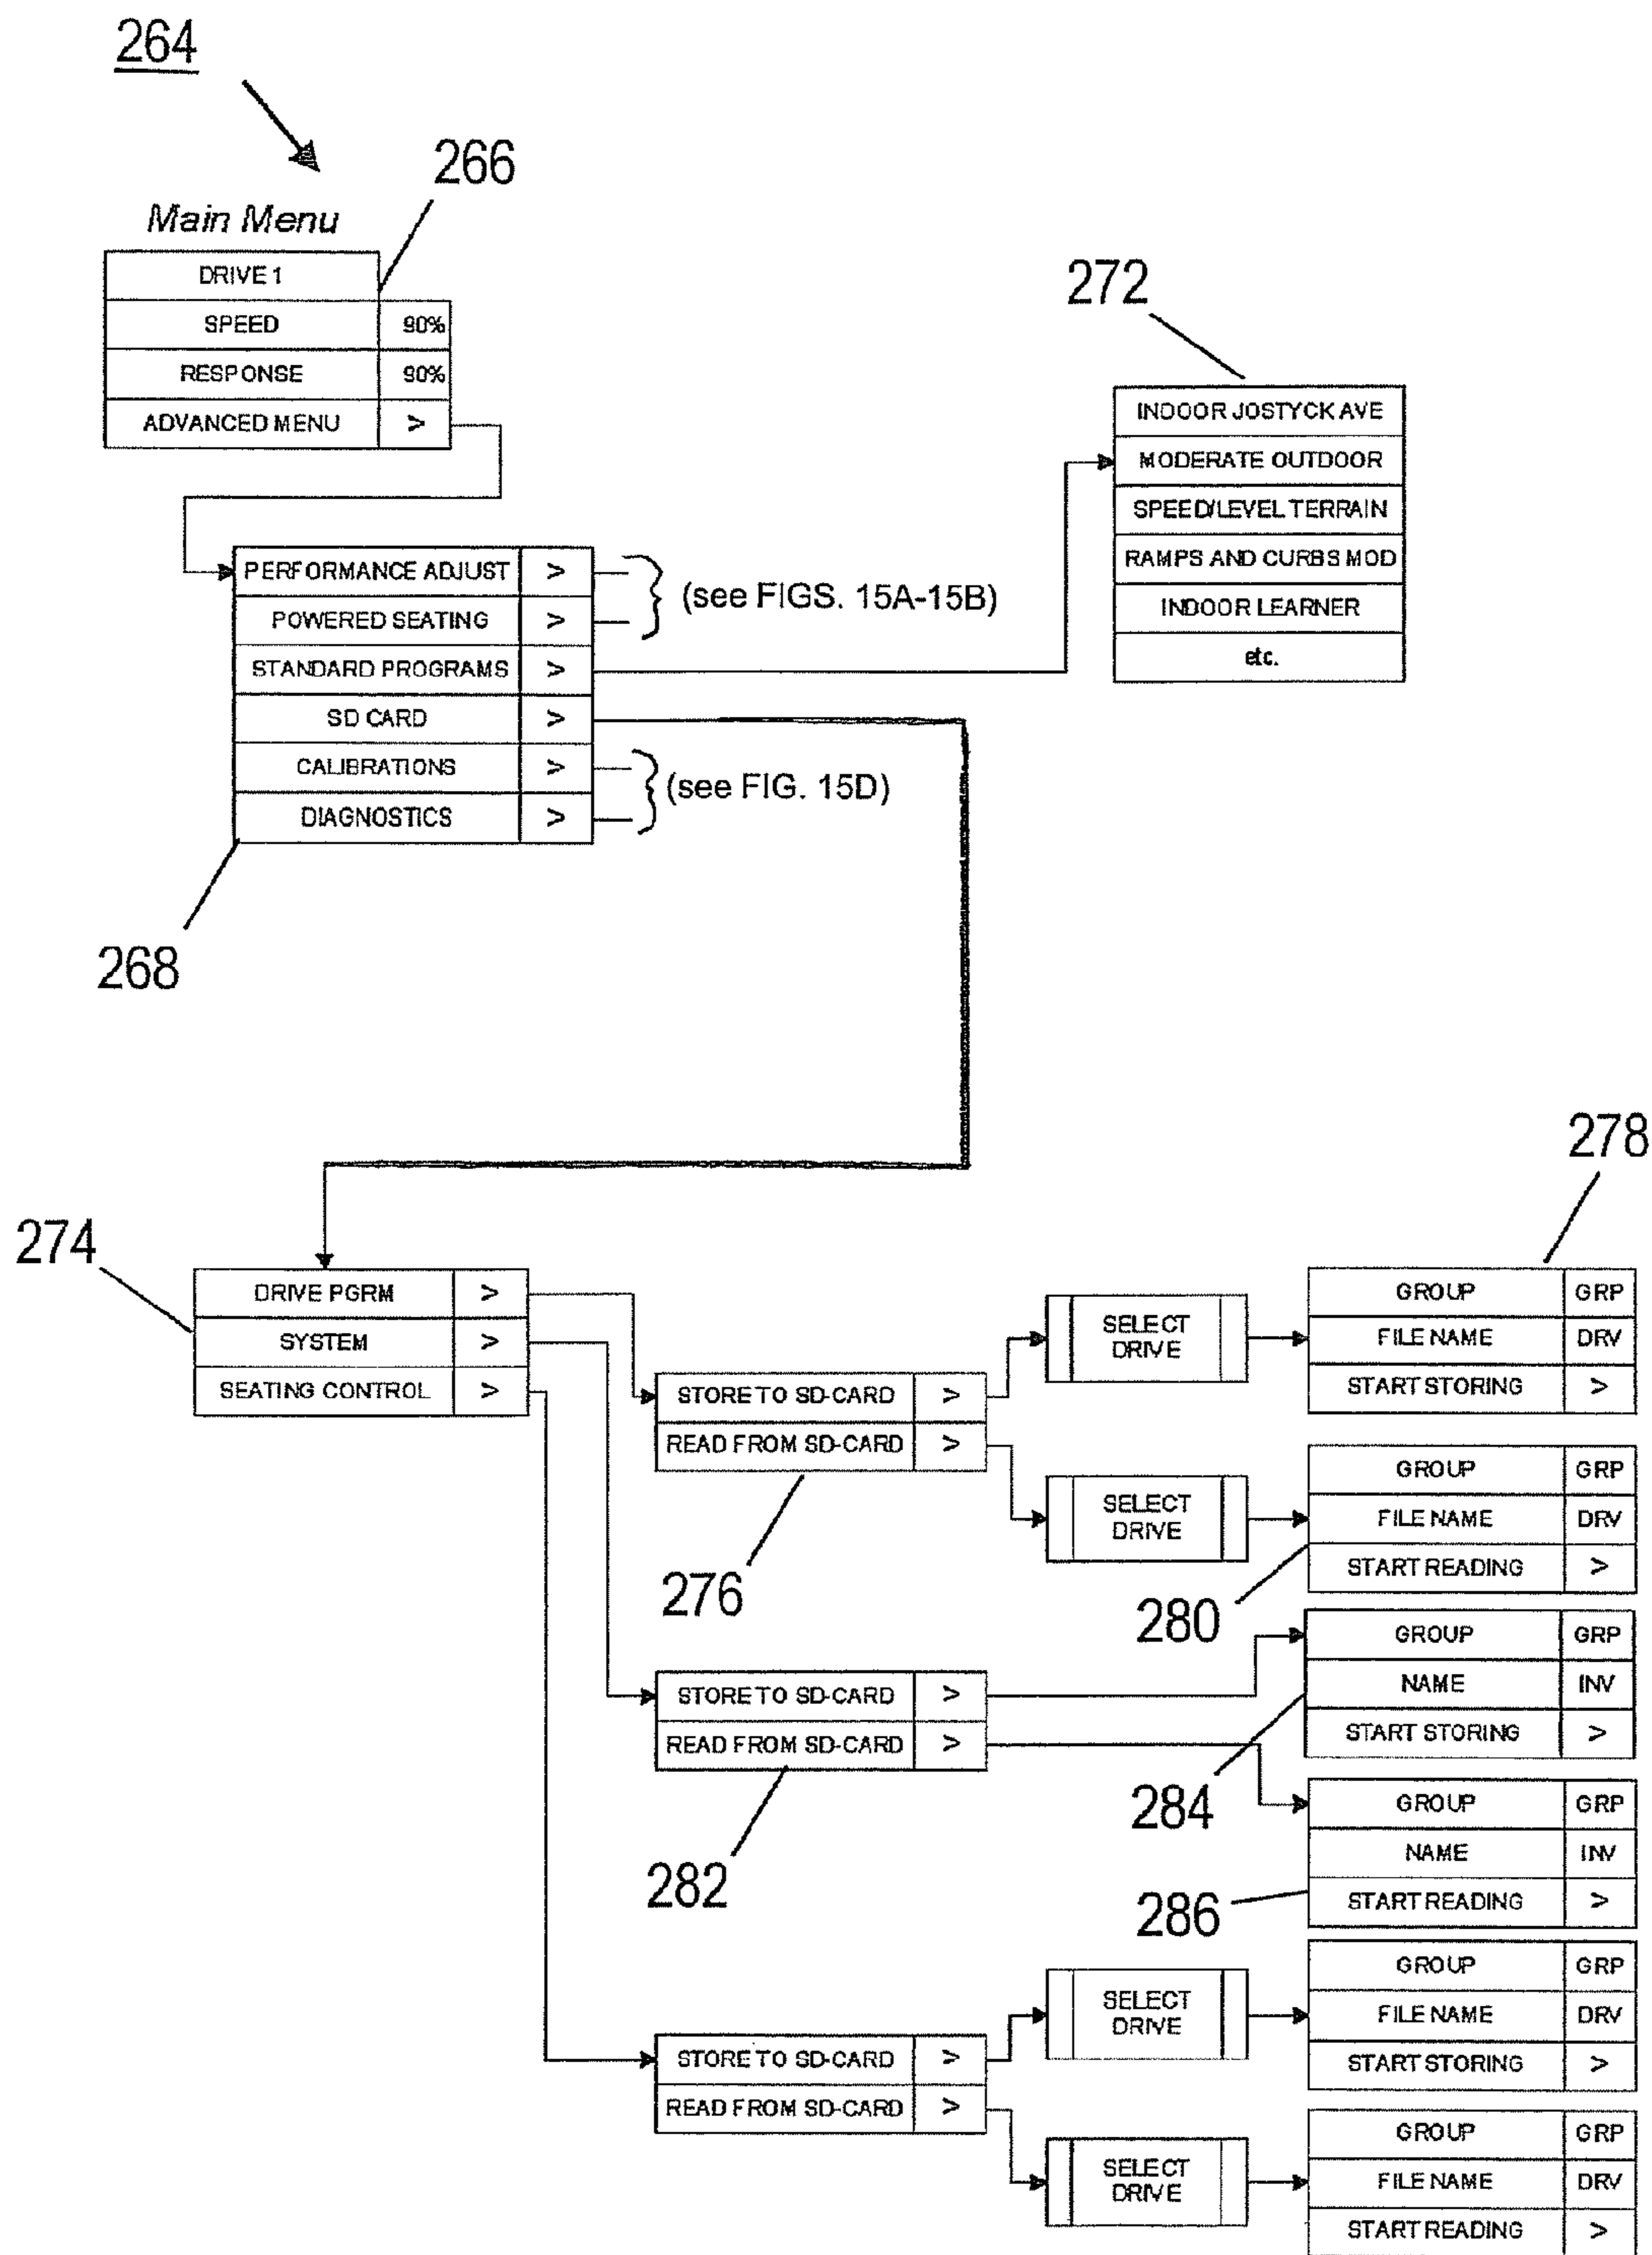 264
266
Main Menu
DRIVE 1
SPEED 90%
RESPONSE 90%
ADVANCED MENU >
272
INDOOR JOSTYCK AVE
MODERATE OUTDOOR
SPEED/LEVEL TERRAIN
RAMPS AND CURBS MOD
INDOOR LEARNER
etc.
PERFORMANCE ADJUST >
POWERED SEATING >
(see FIGS. 15A-15B)
STANDARD PROGRAMS >
SD CARD >
CALIBRATIONS >
DIAGNOSTICS >
(see FIG. 15D)
268
274
DRIVE PGRM >
SYSTEM >
SEATING CONTROL >
STORE TO SD-CARD >
READ FROM SD-CARD >
276
SELECT
DRIVE
278
GROUP GRP
FILE NAME DRV
START STORING >
SELECT
DRIVE
GROUP GRP
FILE NAME DRV
START READING >
280
STORE TO SD-CARD >
READ FROM SD-CARD >
282
GROUP GRP
NAME INV
START STORING >
284
GROUP GRP
NAME INV
START READING >
286
STORE TO SD-CARD >
READ FROM SD-CARD >
SELECT
DRIVE
GROUP GRP
FILE NAME DRV
START STORING >
SELECT
DRIVE
GROUP GRP
FILE NAME DRV
START READING >